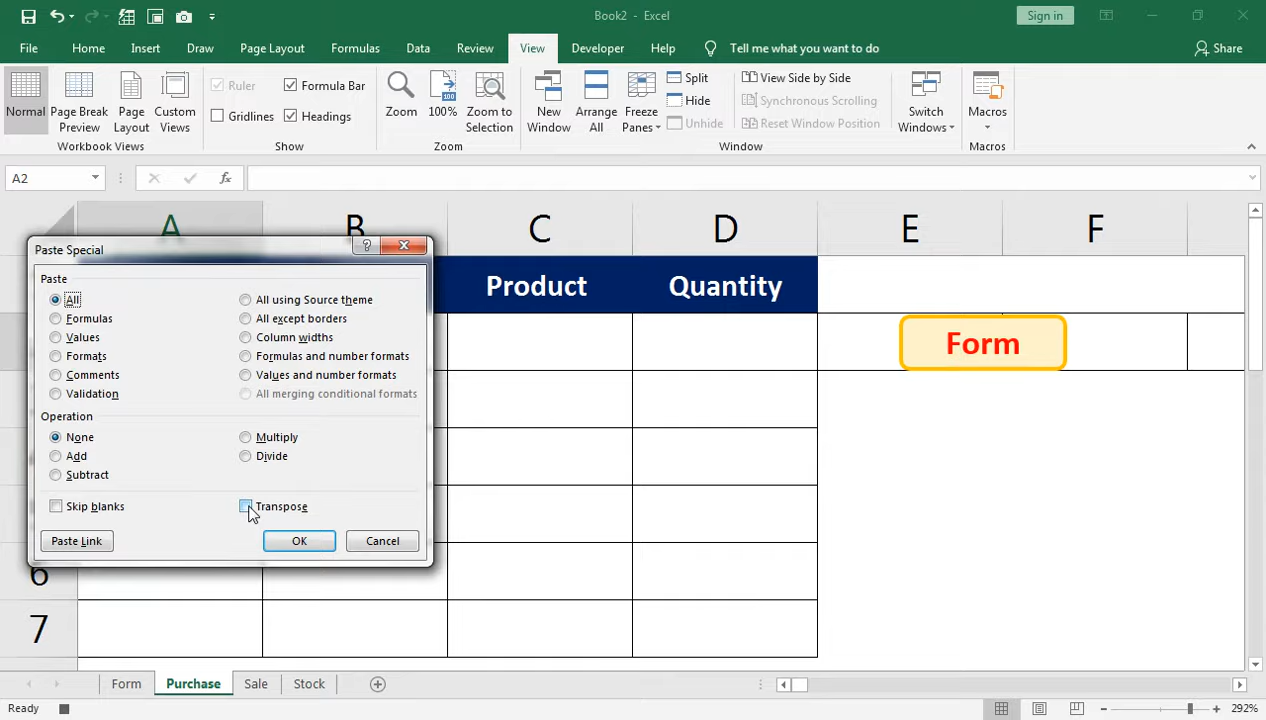 Book2 - Excel
Sign in
File Home Insert Draw Page Layout Formulas Data Review View Developer Help Tell me what you want to do Share
Normal
Page Break Preview
Page Layout
Custom Views
Workbook Views
Ruler
Formula Bar
Gridlines
Headings
Show
Zoom
100%
Zoom to Selection
Zoom
New Window
Arrange All
Freeze Panes
Split
Hide
Unhide
View Side by Side
Synchronous Scrolling
Reset Window Position
Window
Switch Windows
Macros
Macros
A2
fx
A B C D E F
Product Quantity
Form
6
7
Paste Special
?
Paste
All
All using Source theme
Formulas
All except borders
Values
Column widths
Formats
Formulas and number formats
Comments
Values and number formats
Validation
All merging conditional formats
Operation
None
Multiply
Add
Divide
Subtract
Skip blanks
Transpose
Paste Link
OK
Cancel
Form Purchase Sale Stock
Ready
292%